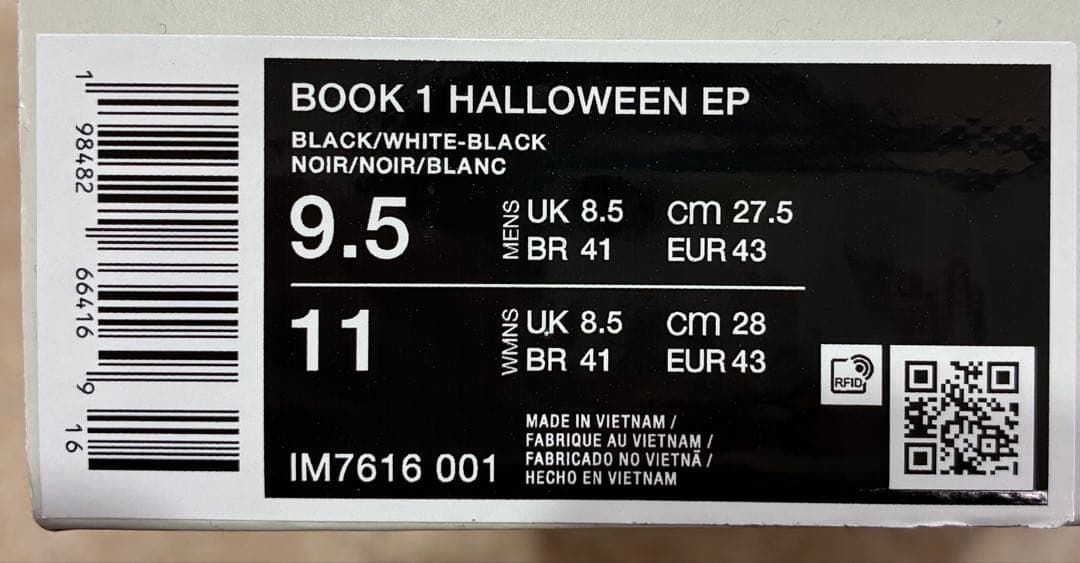 1 98482 66416 9 16
BOOK 1 HALLOWEEN EP
BLACK/WHITE-BLACK
NOIR/NOIR/BLANC
9.5
MENS
UK 8.5 cm 27.5
BR 41 EUR 43
11
WMNS
UK 8.5 cm 28
BR 41 EUR 43
RFID
MADE IN VIETNAM /
FABRIQUE AU VIETNAM /
FABRICADO NO VIETNÃ /
HECHO EN VIETNAM
IM7616 001